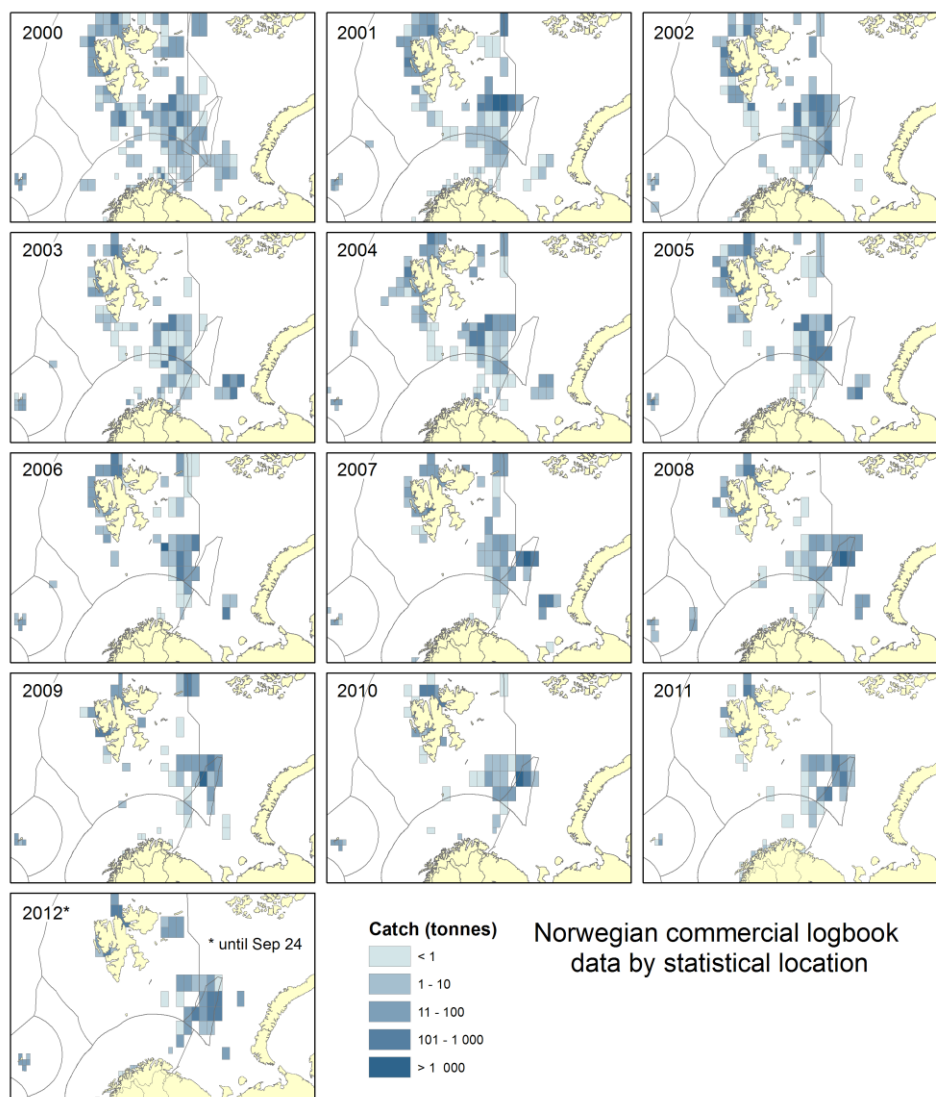 2000
2001
2002
2003
2004
2005
2006
2007
2008
2009
2010
2011
2012*
* until Sep 24
Catch (tonnes)
< 1
1 - 10
11 - 100
101 - 1 000
> 1 000
Norwegian commercial logbook
data by statistical location